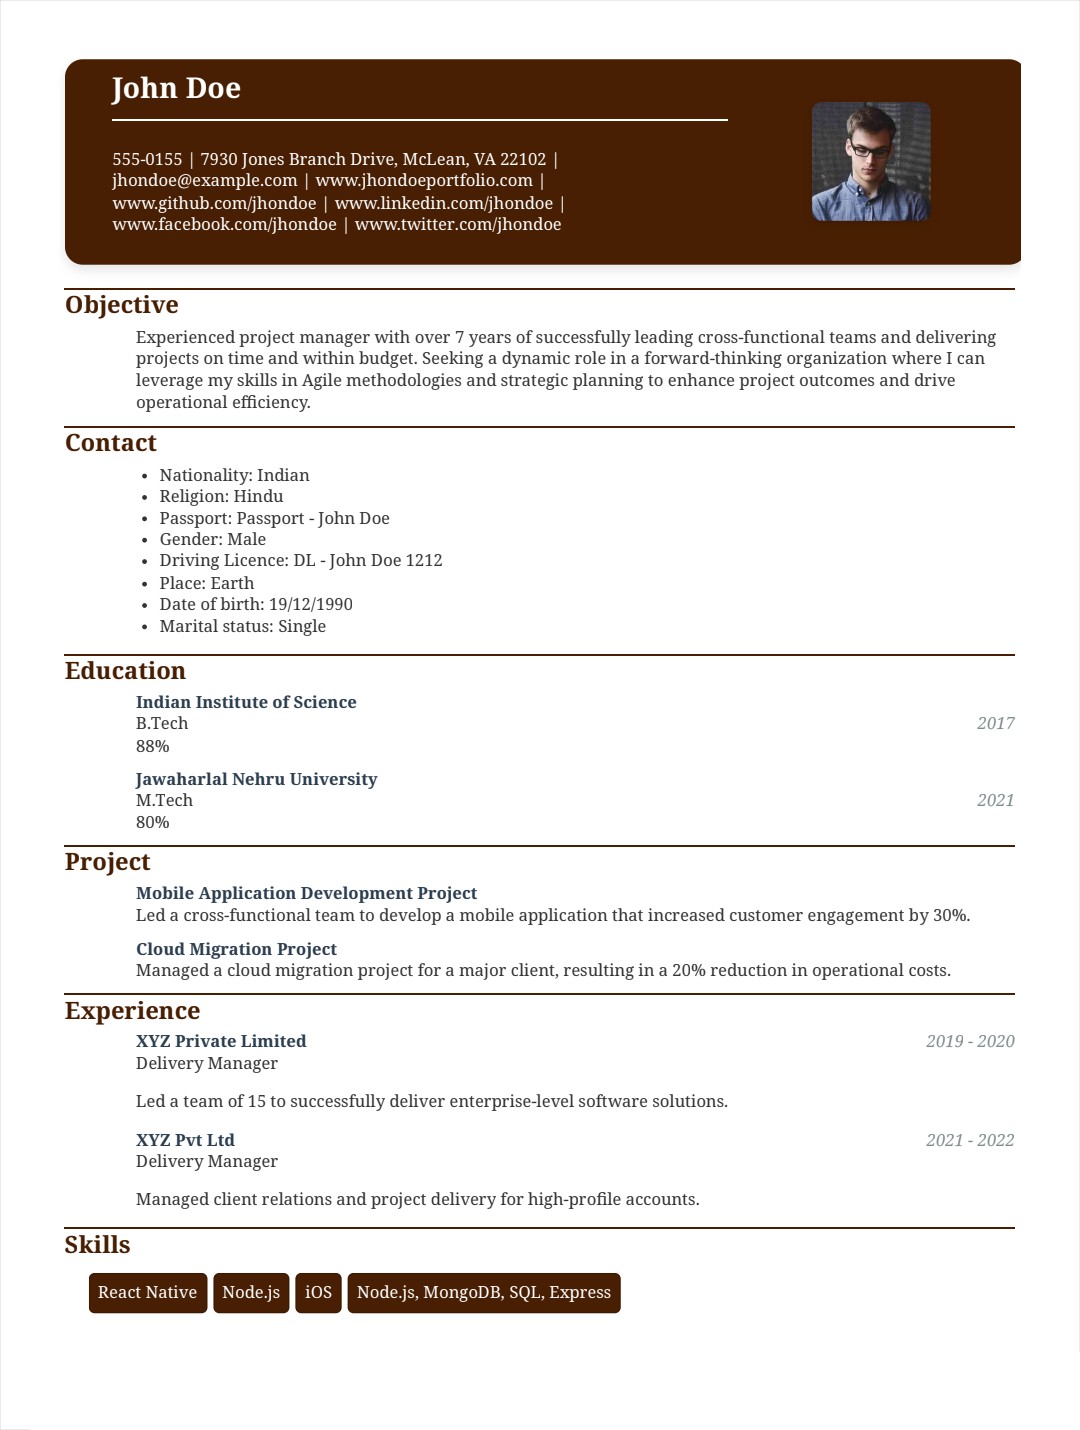 John Doe
555-0155 | 7930 Jones Branch Drive, McLean, VA 22102 |
jhondoe@example.com | www.jhondoeportfolio.com |
www.github.com/jhondoe | www.linkedin.com/jhondoe |
www.facebook.com/jhondoe | www.twitter.com/jhondoe
Objective
Experienced project manager with over 7 years of successfully leading cross-functional teams and delivering
projects on time and within budget. Seeking a dynamic role in a forward-thinking organization where I can
leverage my skills in Agile methodologies and strategic planning to enhance project outcomes and drive
operational efficiency.
Contact
• Nationality: Indian
• Religion: Hindu
• Passport: Passport - John Doe
• Gender: Male
• Driving Licence: DL - John Doe 1212
• Place: Earth
• Date of birth: 19/12/1990
• Marital status: Single
Education
Indian Institute of Science
B.Tech 2017
88%
Jawaharlal Nehru University
M.Tech 2021
80%
Project
Mobile Application Development Project
Led a cross-functional team to develop a mobile application that increased customer engagement by 30%.
Cloud Migration Project
Managed a cloud migration project for a major client, resulting in a 20% reduction in operational costs.
Experience
XYZ Private Limited 2019 - 2020
Delivery Manager
Led a team of 15 to successfully deliver enterprise-level software solutions.
XYZ Pvt Ltd 2021 - 2022
Delivery Manager
Managed client relations and project delivery for high-profile accounts.
Skills
React Native Node.js iOS Node.js, MongoDB, SQL, Express